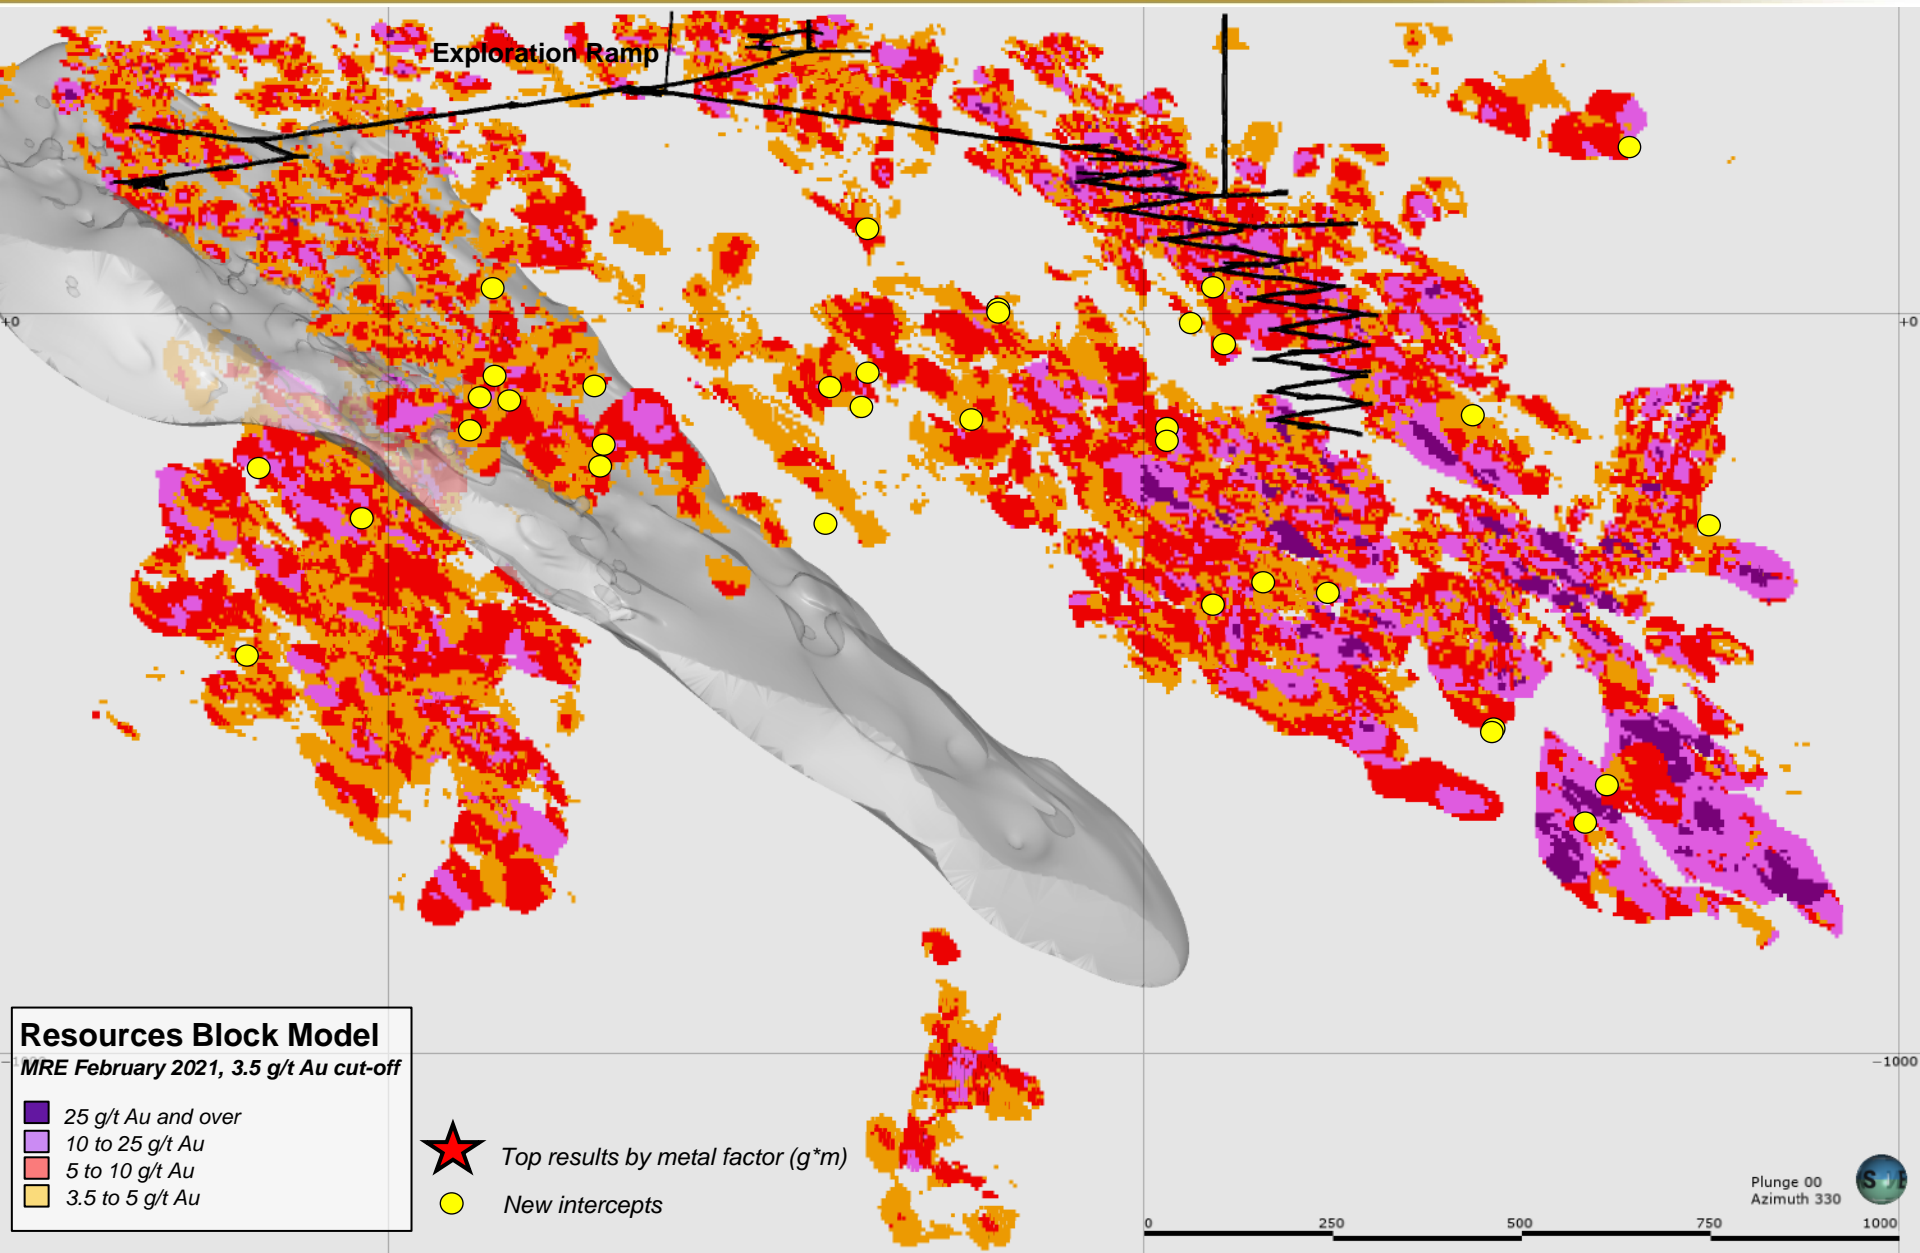 Exploration Ramp
+0
+0
Resources Block Model
MRE February 2021, 3.5 g/t Au cut-off
25 g/t Au and over
10 to 25 g/t Au
5 to 10 g/t Au
3.5 to 5 g/t Au
Top results by metal factor (g*m)
New intercepts
-1000
Plunge 00
Azimuth 330
0 250 500 750 1000